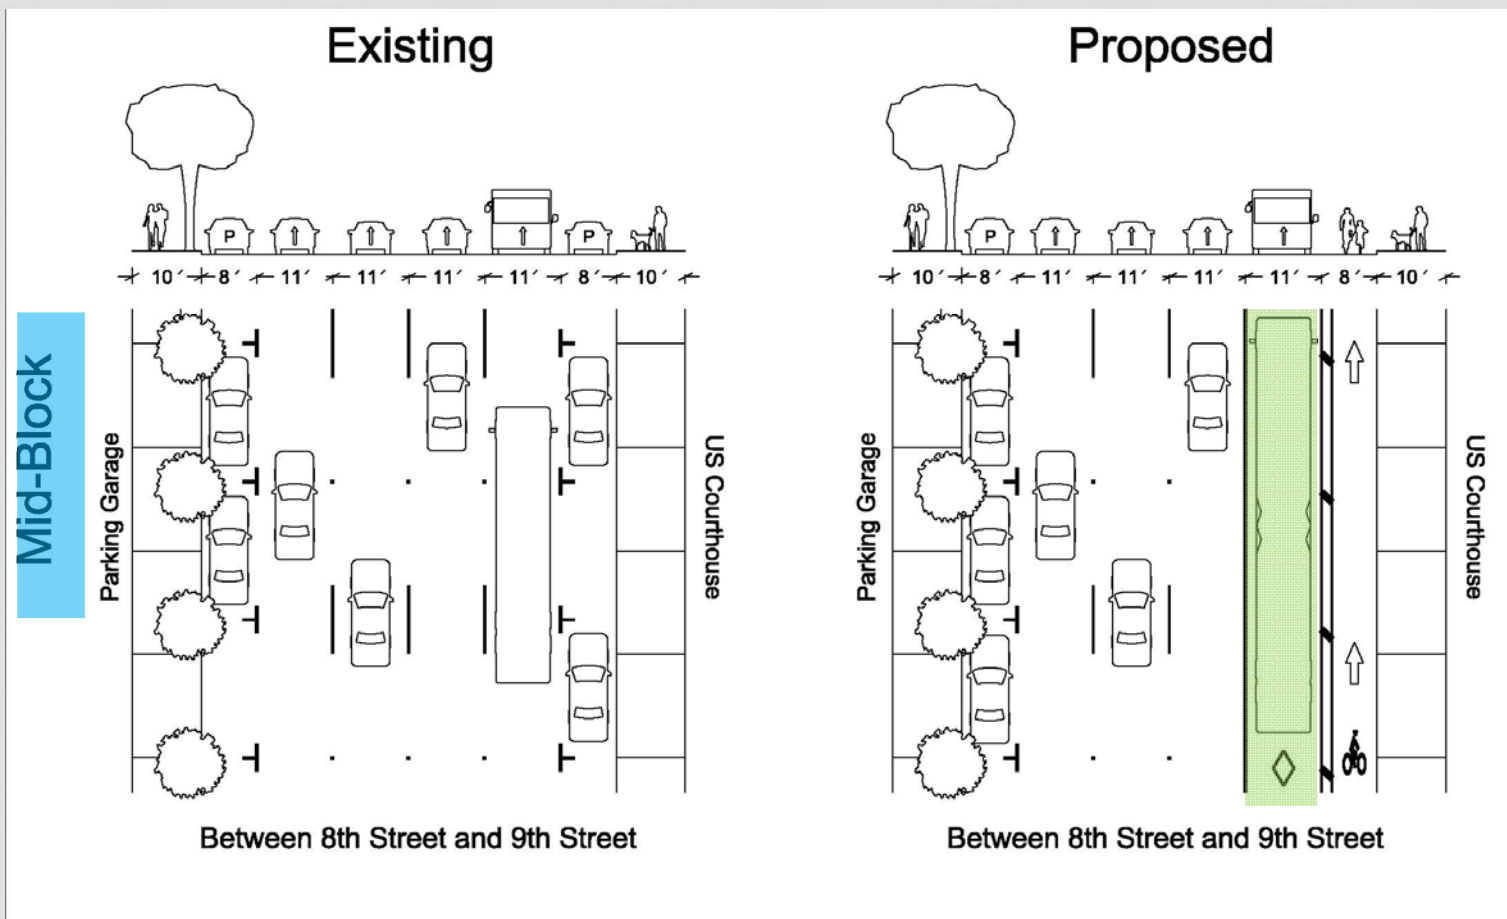 Existing
Proposed
P
P
P
10´ 8´ 11´ 11´ 11´ 11´ 8´ 10´
10´ 8´ 11´ 11´ 11´ 11´ 8´ 10´
Mid-Block
Parking Garage
US Courthouse
Parking Garage
US Courthouse
Between 8th Street and 9th Street
Between 8th Street and 9th Street